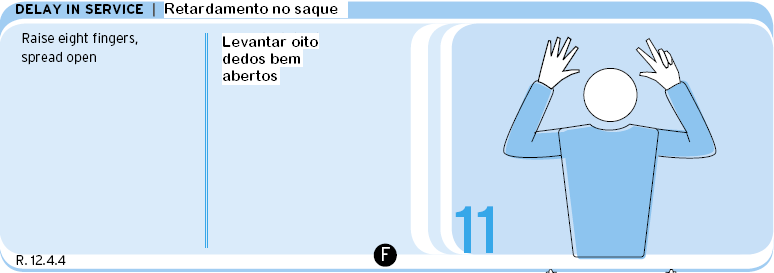 DELAY IN SERVICE | Retardamento no saque
Raise eight fingers,
spread open
Levantar oito
dedos bem
abertos
11
R. 12.4.4
F